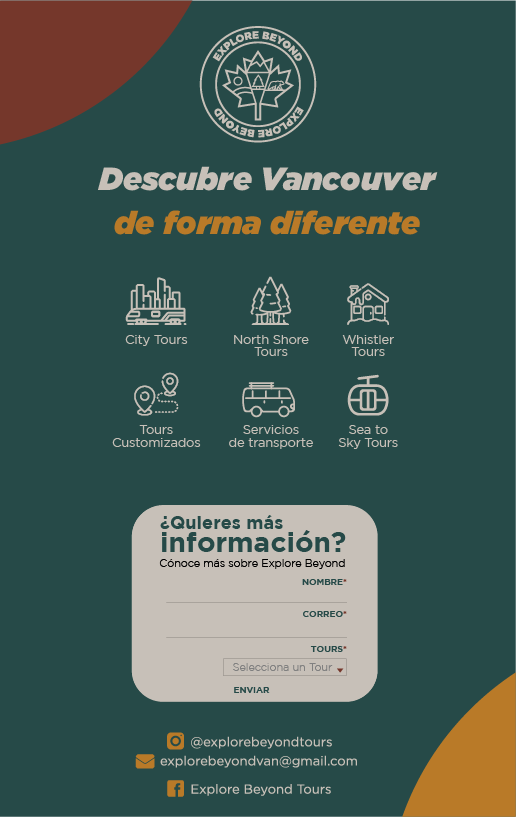 EXPLORE BEYOND
EXPLORE BEYOND
Descubre Vancouver
de forma diferente
City Tours
North Shore
Tours
Whistler
Tours
Tours
Customizados
Servicios
de transporte
Sea to
Sky Tours
¿Quieres más
información?
Cónoce más sobre Explore Beyond
NOMBRE*
CORREO*
TOURS*
Selecciona un Tour
ENVIAR
@explorebeyondtours
explorebeyondvan@gmail.com
Explore Beyond Tours